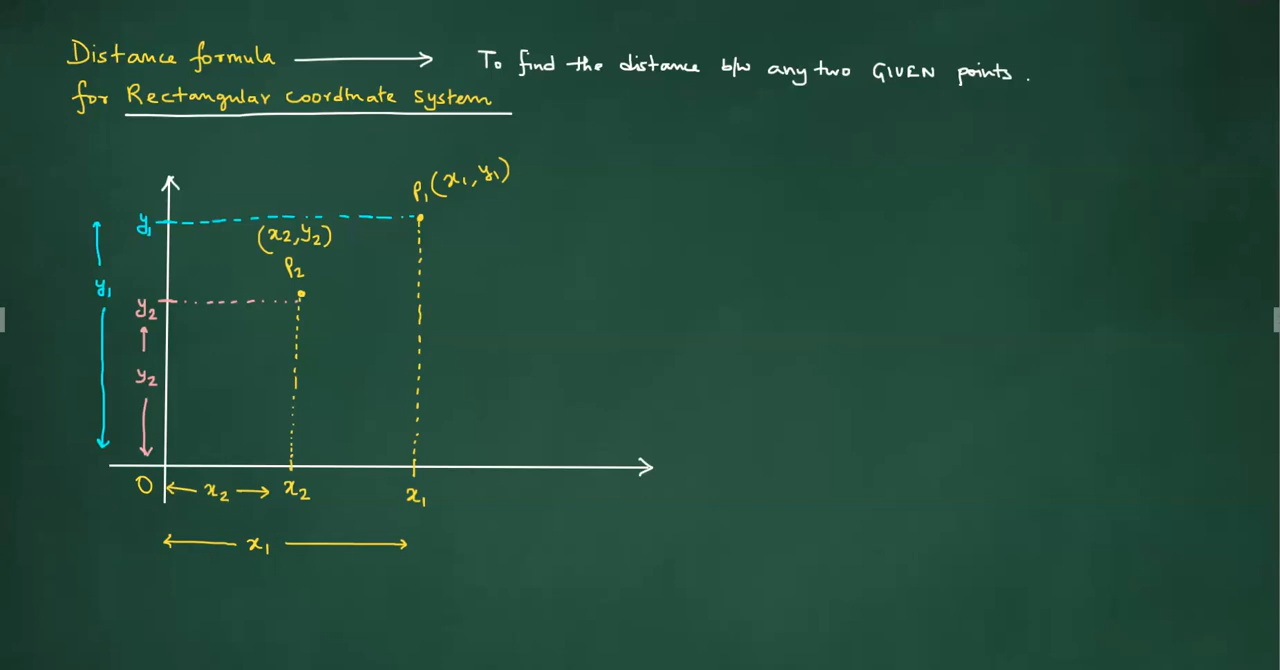 Distance formula ⟶ To find the distance b/w any two GIVEN points.
for Rectangular coordinate system
P₁(x₁, y₁)
y₁
(x₂, y₂)
P₂
y₁
y₂
y₂
O
x₂
x₂
x₁
x₁